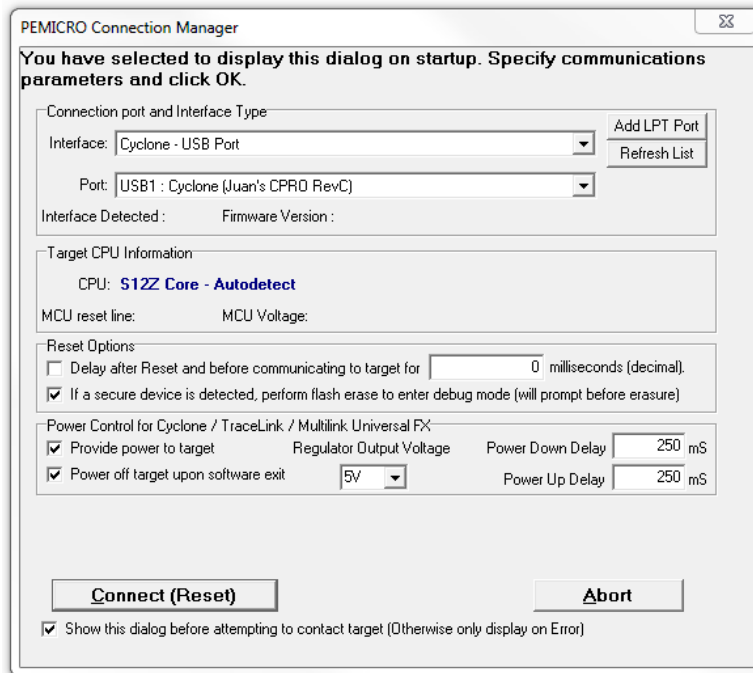 PEMICRO Connection Manager
You have selected to display this dialog on startup. Specify communications
parameters and click OK.
Connection port and Interface Type
Add LPT Port
Interface: Cyclone - USB Port
Refresh List
Port: USB1 : Cyclone (Juan's CPRO RevC)
Interface Detected : Firmware Version :
Target CPU Information
CPU: S12Z Core - Autodetect
MCU reset line: MCU Voltage:
Reset Options
Delay after Reset and before communicating to target for 0 milliseconds (decimal).
If a secure device is detected, perform flash erase to enter debug mode (will prompt before erasure)
Power Control for Cyclone / TraceLink / Multilink Universal FX
Provide power to target Regulator Output Voltage Power Down Delay 250 mS
Power off target upon software exit 5V Power Up Delay 250 mS
Connect (Reset) Abort
Show this dialog before attempting to contact target (Otherwise only display on Error)